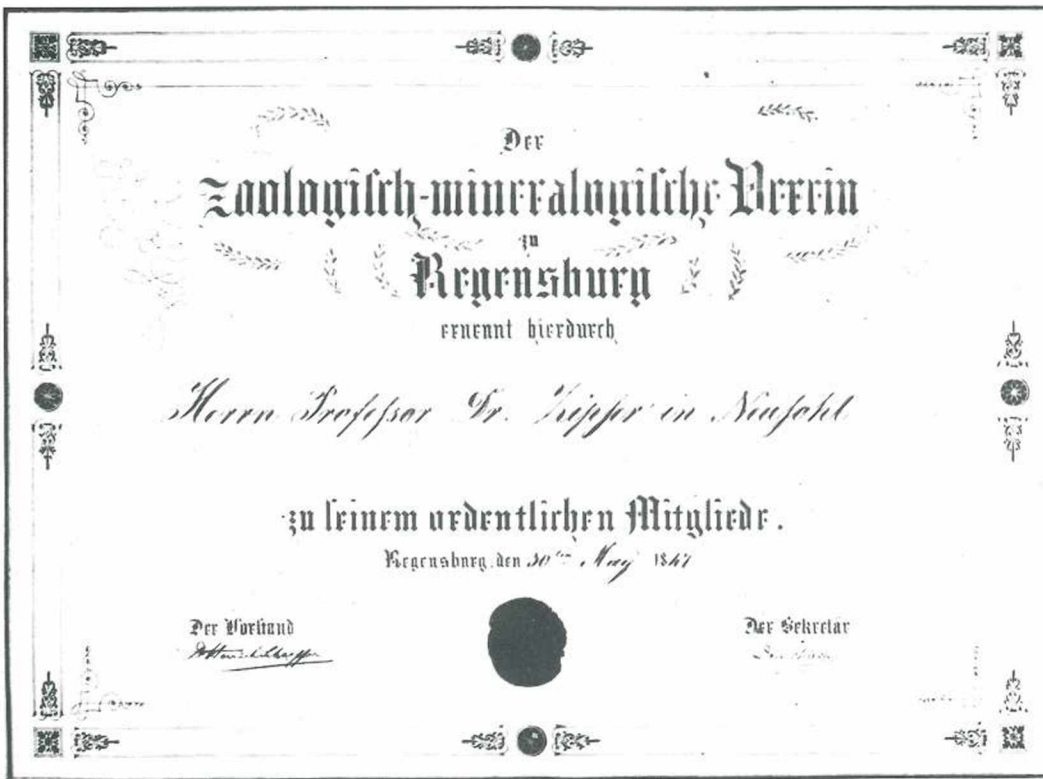 Der
zoologisch-mineralogische Verein
zu
Regensburg
ernennt hierdurch
Herrn Professor Dr. Zipser in Neusohl
zu seinem ordentlichen Mitgliede.
Regensburg, den 30ten May 1847
Der Vorstand
Der Sekretär